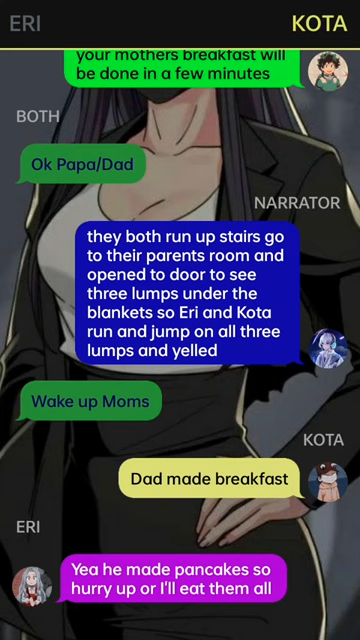 ERI
KOTA
your mothers breakfast will
be done in a few minutes
BOTH
Ok Papa/Dad
NARRATOR
they both run up stairs go
to their parents room and
opened to door to see
three lumps under the
blankets so Eri and Kota
run and jump on all three
lumps and yelled
Wake up Moms
KOTA
Dad made breakfast
ERI
Yea he made pancakes so
hurry up or I'll eat them all